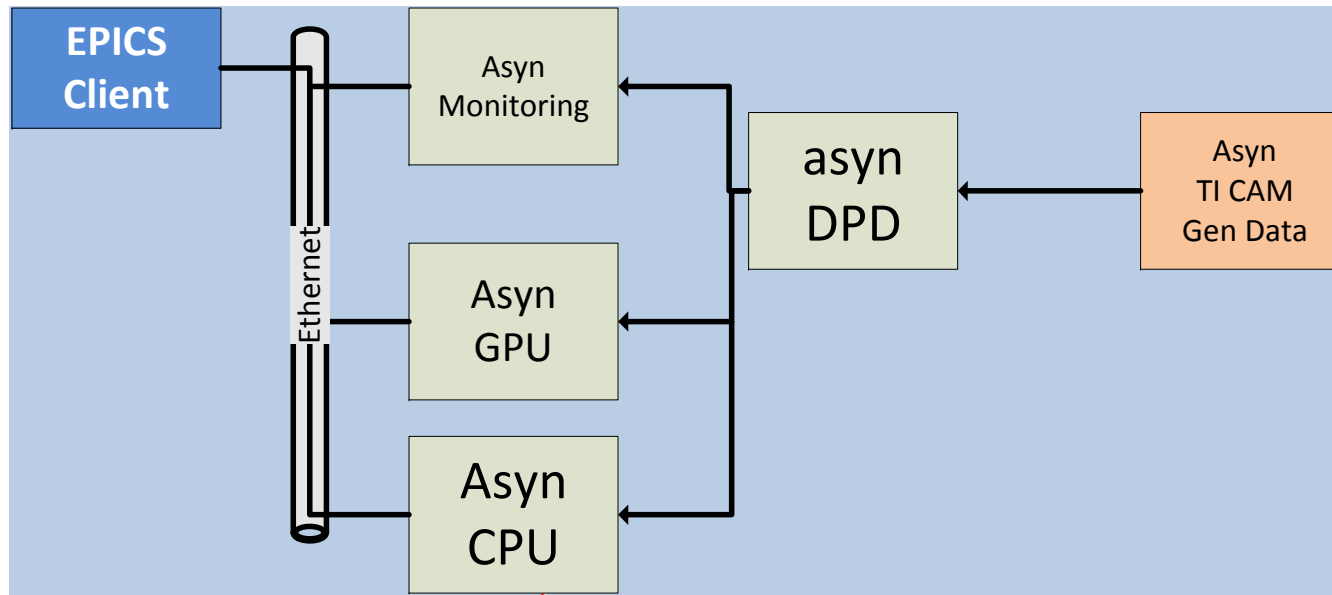 EPICS
Client
Ethernet
Asyn
Monitoring
Asyn
GPU
Asyn
CPU
asyn
DPD
Asyn
TI CAM
Gen Data